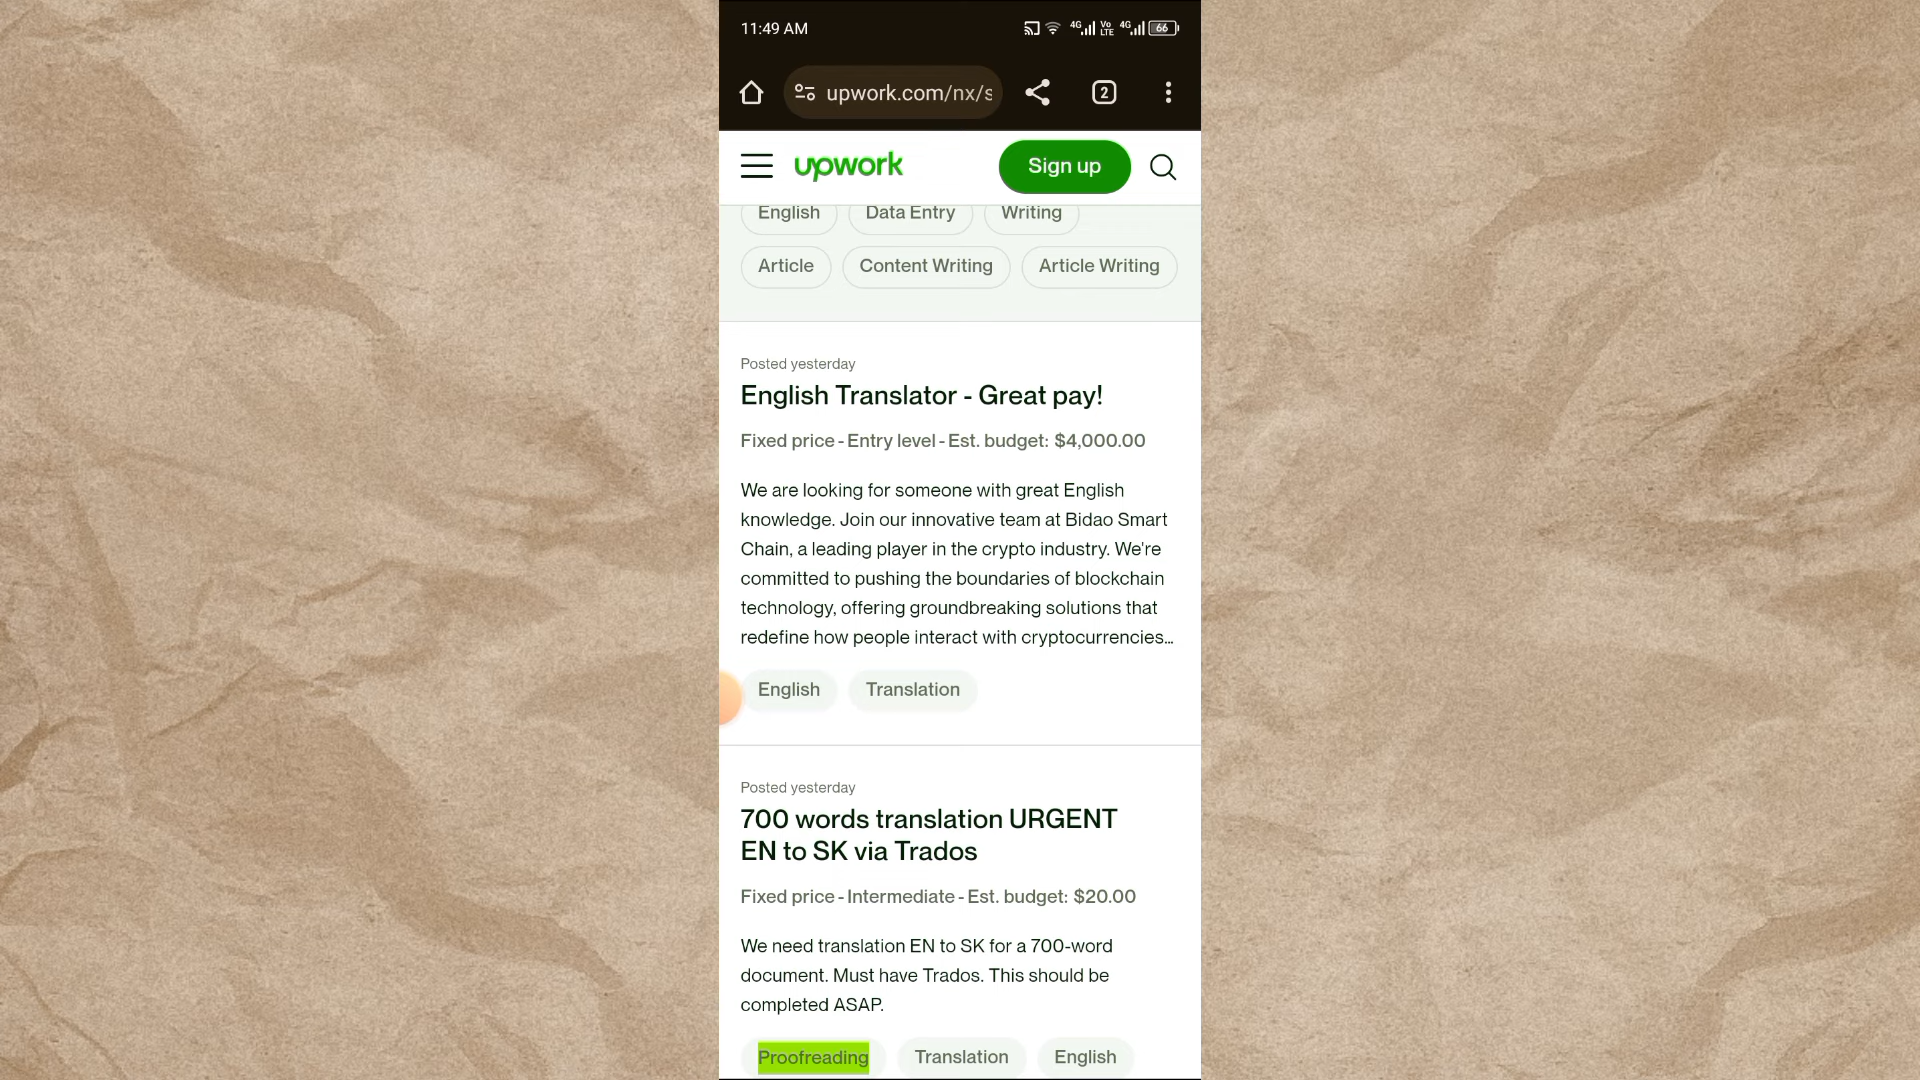 11:49 AM
4G Vo LTE 4G 66
upwork.com/nx/s
2
upwork
Sign up
English
Data Entry
Writing
Article
Content Writing
Article Writing
Posted yesterday
English Translator - Great pay!
Fixed price - Entry level - Est. budget: $4,000.00
We are looking for someone with great English
knowledge. Join our innovative team at Bidao Smart
Chain, a leading player in the crypto industry. We're
committed to pushing the boundaries of blockchain
technology, offering groundbreaking solutions that
redefine how people interact with cryptocurrencies...
English
Translation
Posted yesterday
700 words translation URGENT
EN to SK via Trados
Fixed price - Intermediate - Est. budget: $20.00
We need translation EN to SK for a 700-word
document. Must have Trados. This should be
completed ASAP.
Proofreading
Translation
English